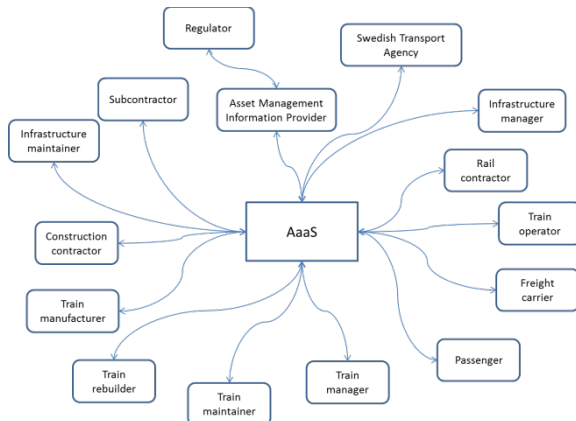 Regulator
Swedish Transport
Agency
Subcontractor
Asset Management
Information Provider
Infrastructure
manager
Infrastructure
maintainer
Rail
contractor
AaaS
Train
operator
Construction
contractor
Freight
carrier
Train
manufacturer
Passenger
Train
rebuilder
Train
maintainer
Train
manager